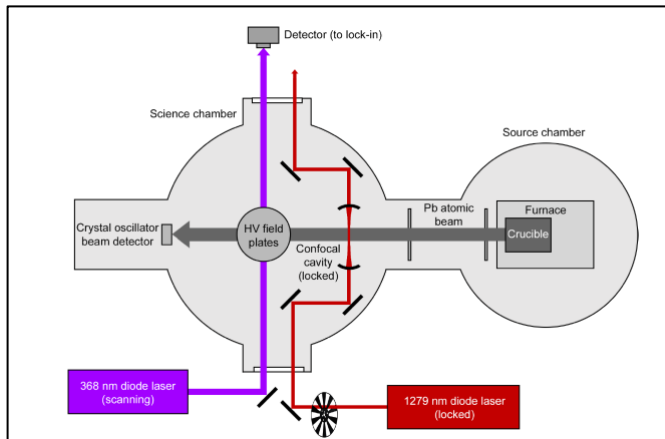 Detector (to lock-in)
Science chamber
Source chamber
Pb atomic
beam
Furnace
Crucible
Crystal oscillator
beam detector
HV field
plates
Confocal
cavity
(locked)
368 nm diode laser
(scanning)
1279 nm diode laser
(locked)